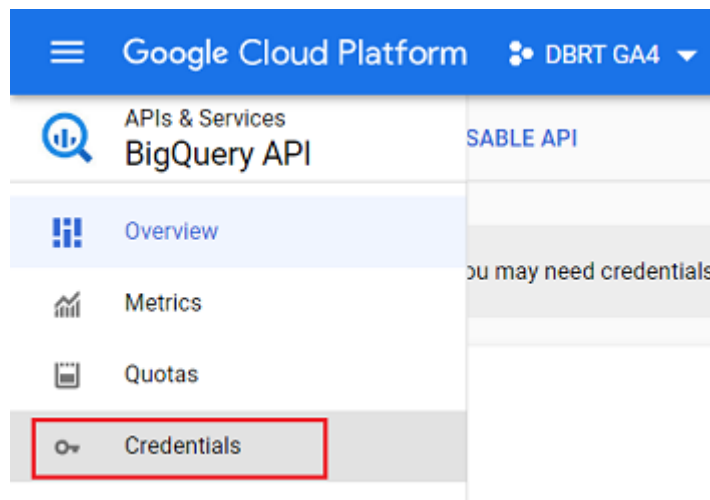 Google Cloud Platform DBRT GA4
APIs & Services
BigQuery API
SABLE API
Overview
ou may need credentials
Metrics
Quotas
Credentials